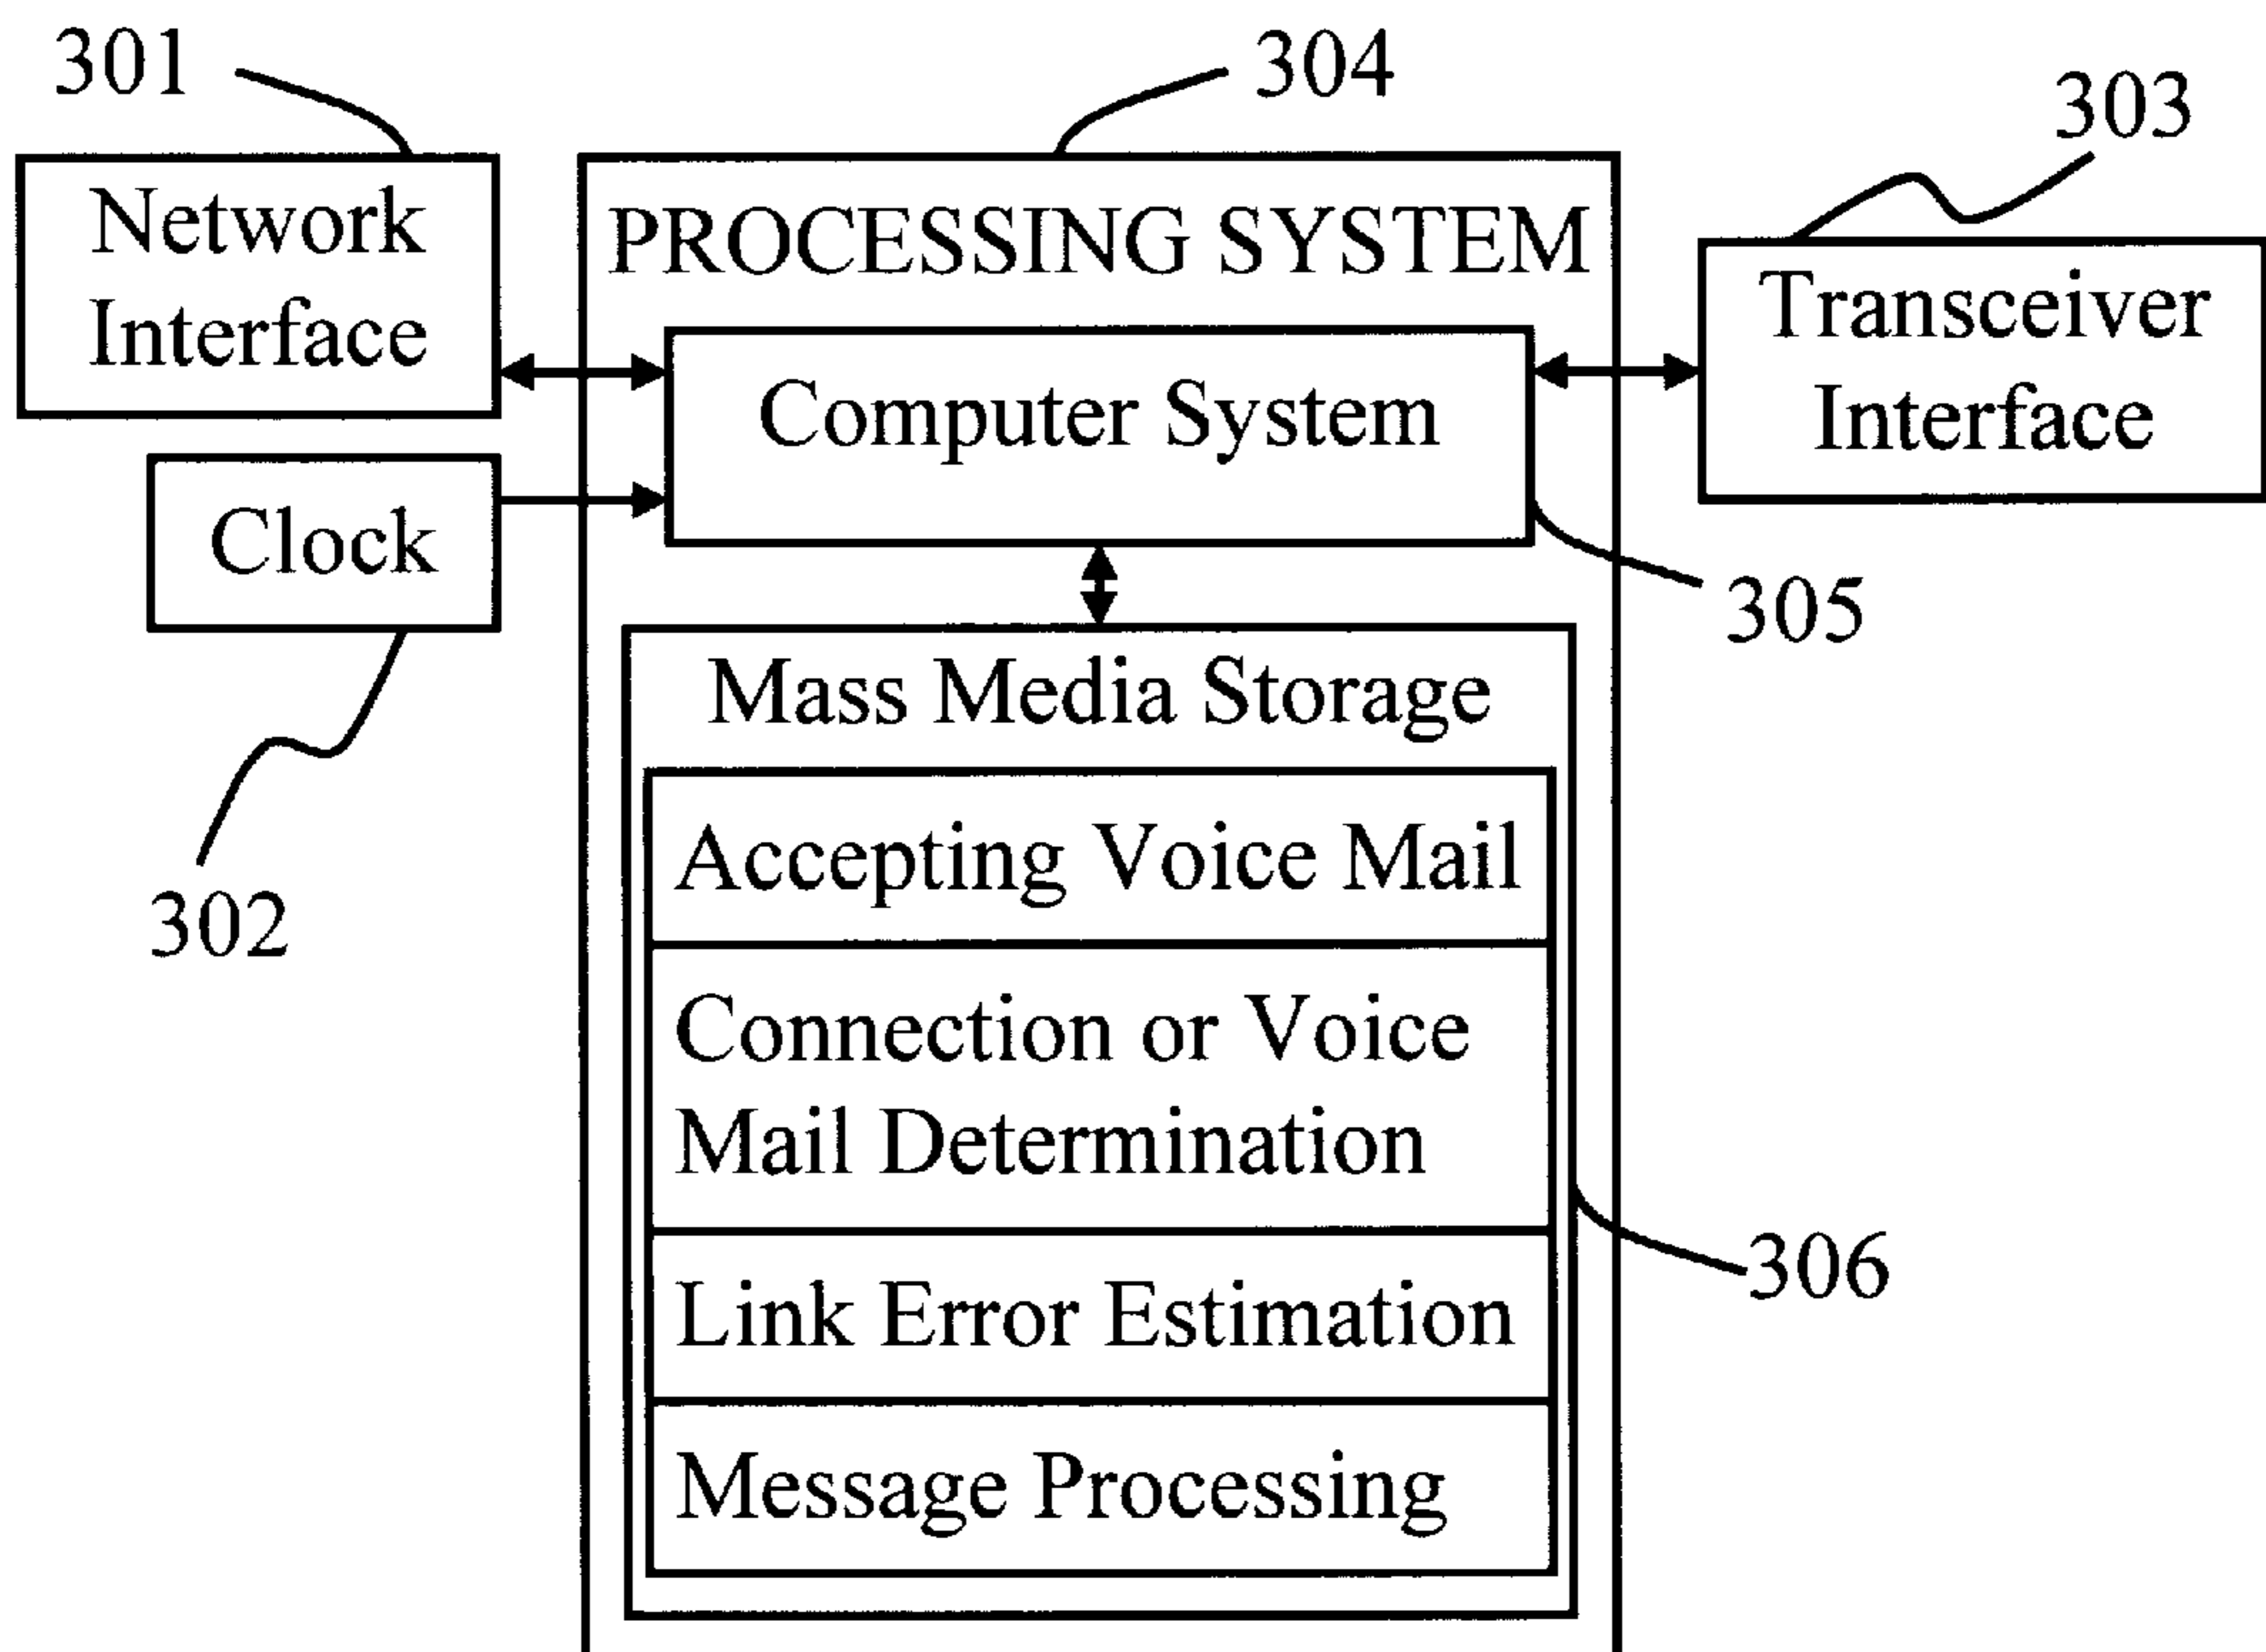 301
304
303
Network
Interface
PROCESSING SYSTEM
Transceiver
Interface
Computer System
Clock
305
Mass Media Storage
302
Accepting Voice Mail
Connection or Voice
Mail Determination
306
Link Error Estimation
Message Processing